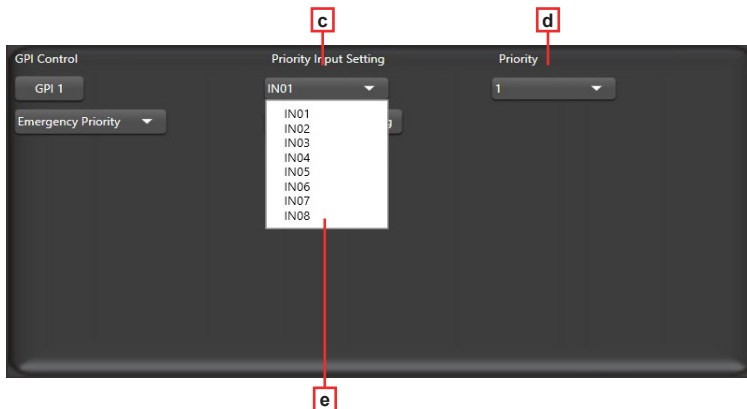 c
d
GPI Control
Priority Input Setting
Priority
GPI 1
IN01
1
Emergency Priority
IN01
IN02
IN03
IN04
IN05
IN06
IN07
IN08
e